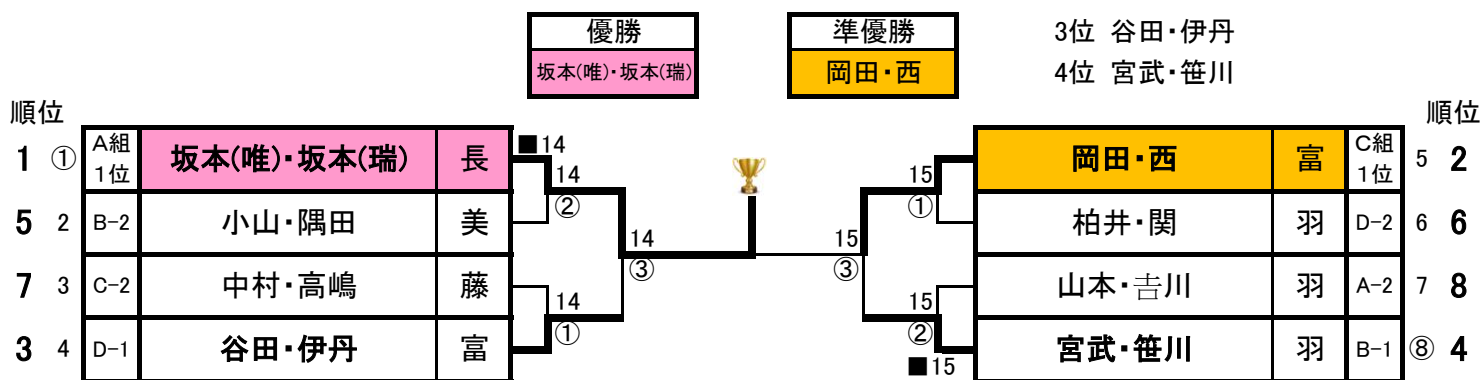 優勝 準優勝 3位 谷田・伊丹
坂本(唯)・坂本(瑞) 岡田・西 4位 宮武・笹川
順位 順位
1 ① A組1位 坂本(唯)・坂本(瑞) 長 ■14 岡田・西 富 C組1位 5 2
14 ② 15 ①
5 2 B-2 小山・隅田 美 柏井・関 羽 D-2 6 6
14 ③ 15 ③
7 3 C-2 中村・高嶋 藤 山本・𠮷川 羽 A-2 7 8
14 ① 15 ②
3 4 D-1 谷田・伊丹 富 宮武・笹川 羽 B-1 ⑧ 4
■15